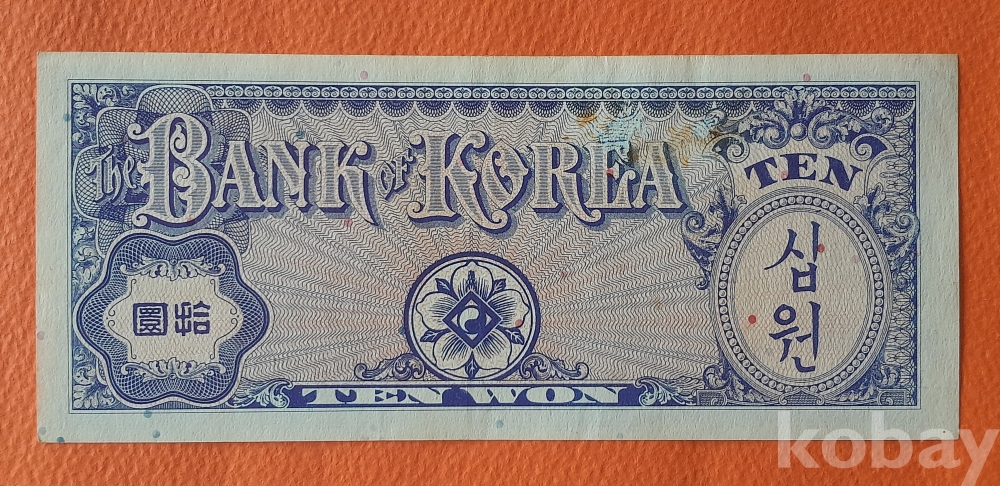 The BANK OF KOREA
TEN
拾圓
십
원
TEN WON
kobay